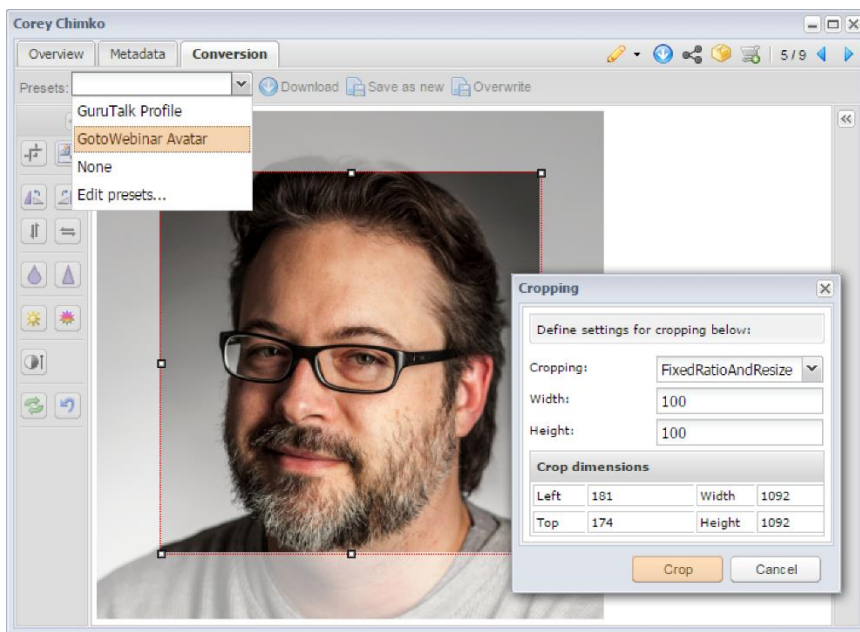 Corey Chimko
Overview Metadata Conversion 5/9
Presets: Download Save as new Overwrite
GuruTalk Profile
GotoWebinar Avatar
None
Edit presets...
Cropping
Define settings for cropping below:
Cropping: FixedRatioAndResize
Width: 100
Height: 100
Crop dimensions
Left 181 Width 1092
Top 174 Height 1092
Crop Cancel